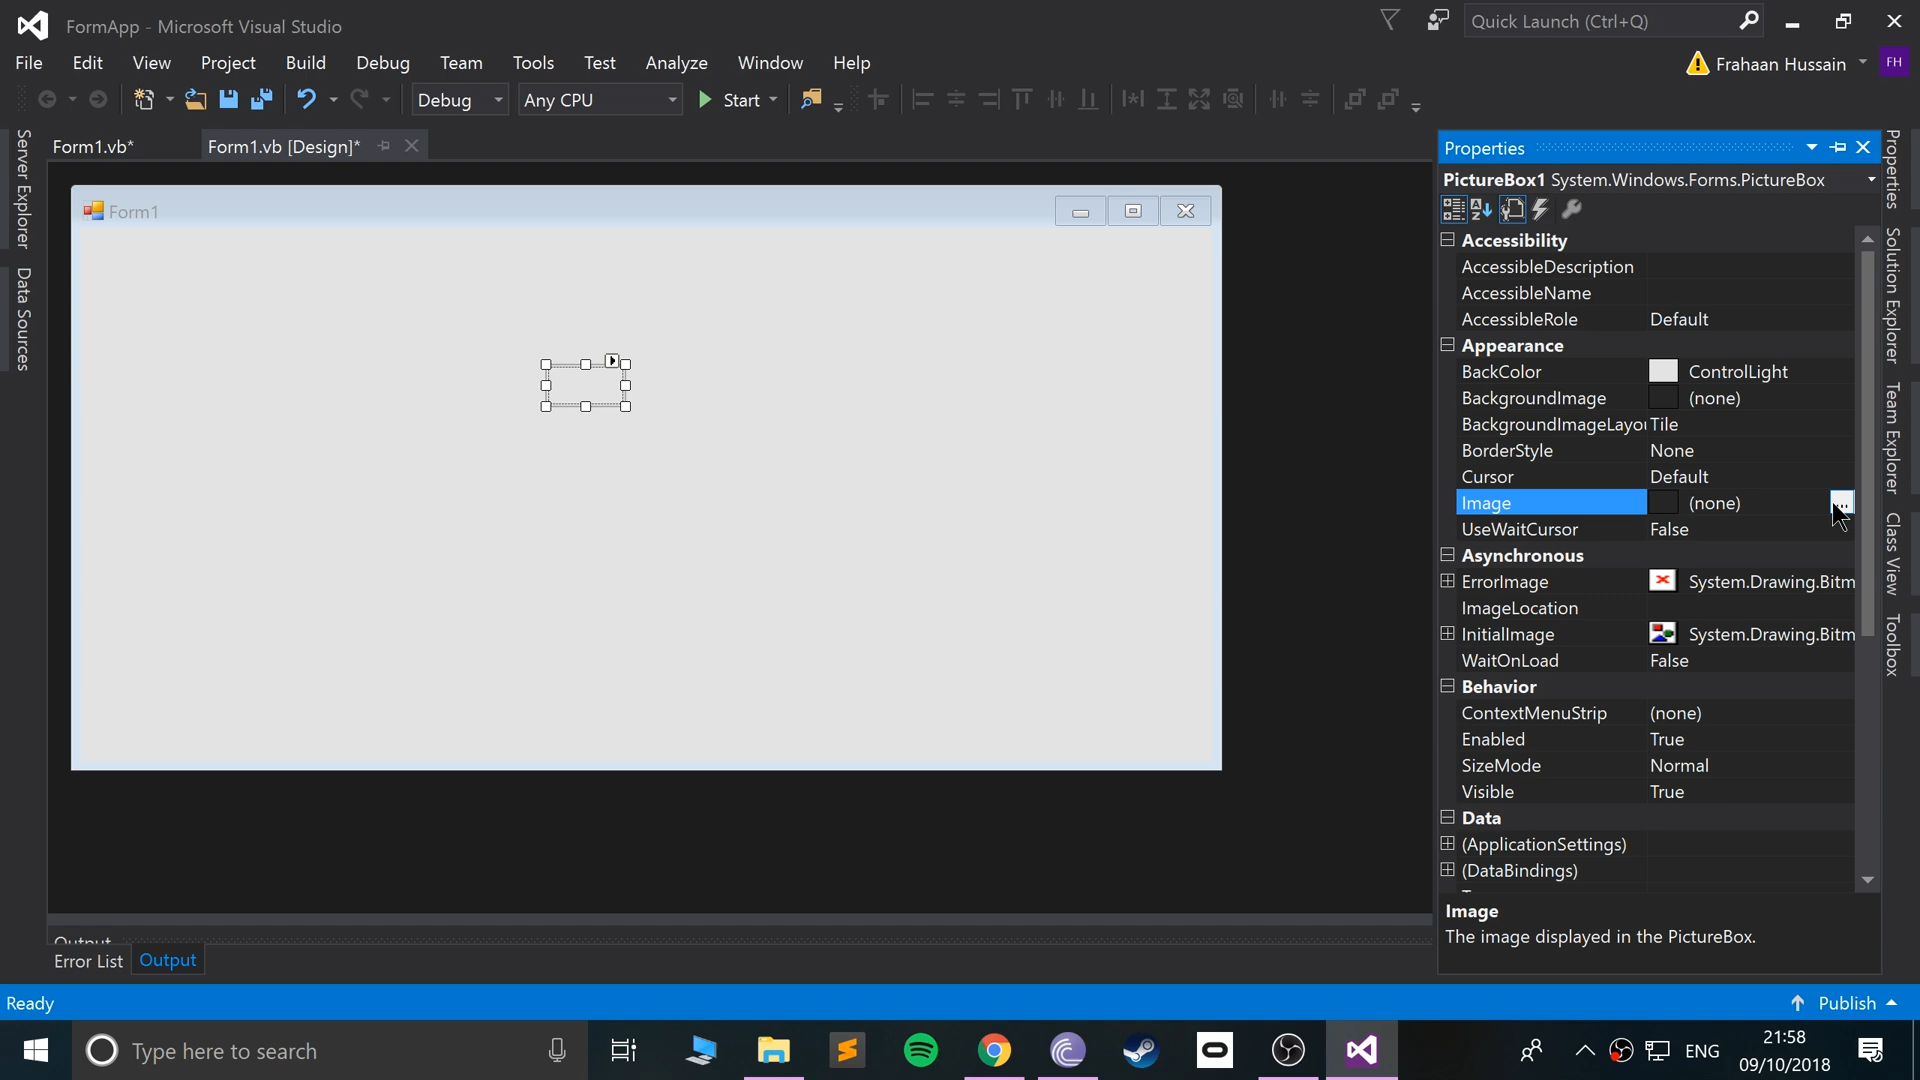 FormApp - Microsoft Visual Studio
Quick Launch (Ctrl+Q)
File Edit View Project Build Debug Team Tools Test Analyze Window Help
Frahaan Hussain FH
Debug Any CPU Start
Form1.vb* Form1.vb [Design]*
Server Explorer
Data Sources
Form1
Properties
PictureBox1 System.Windows.Forms.PictureBox
Accessibility
AccessibleDescription
AccessibleName
AccessibleRole Default
Appearance
BackColor ControlLight
BackgroundImage (none)
BackgroundImageLayou Tile
BorderStyle None
Cursor Default
Image (none) ...
UseWaitCursor False
Asynchronous
ErrorImage System.Drawing.Bitm
ImageLocation
InitialImage System.Drawing.Bitm
WaitOnLoad False
Behavior
ContextMenuStrip (none)
Enabled True
SizeMode Normal
Visible True
Data
(ApplicationSettings)
(DataBindings)
Image
The image displayed in the PictureBox.
Properties
Solution Explorer
Team Explorer
Class View
Toolbox
Output
Error List Output
Ready
Publish
Type here to search
ENG
21:58
09/10/2018